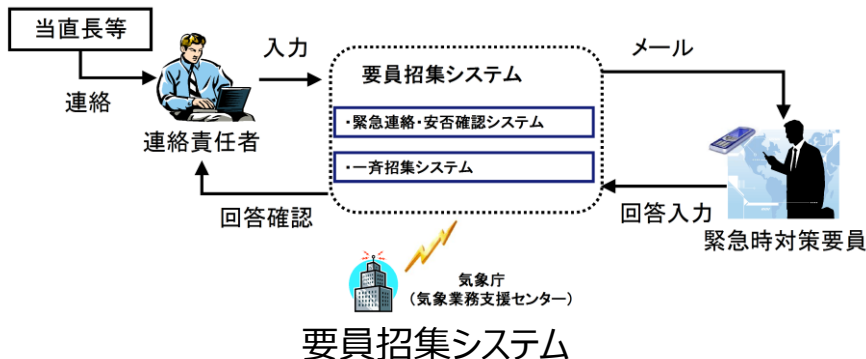 当直長等
連絡
連絡責任者
入力
要員招集システム
・緊急連絡・安否確認システム
・一斉招集システム
メール
回答確認
回答入力
緊急時対策要員
気象庁
（気象業務支援センター）
要員招集システム